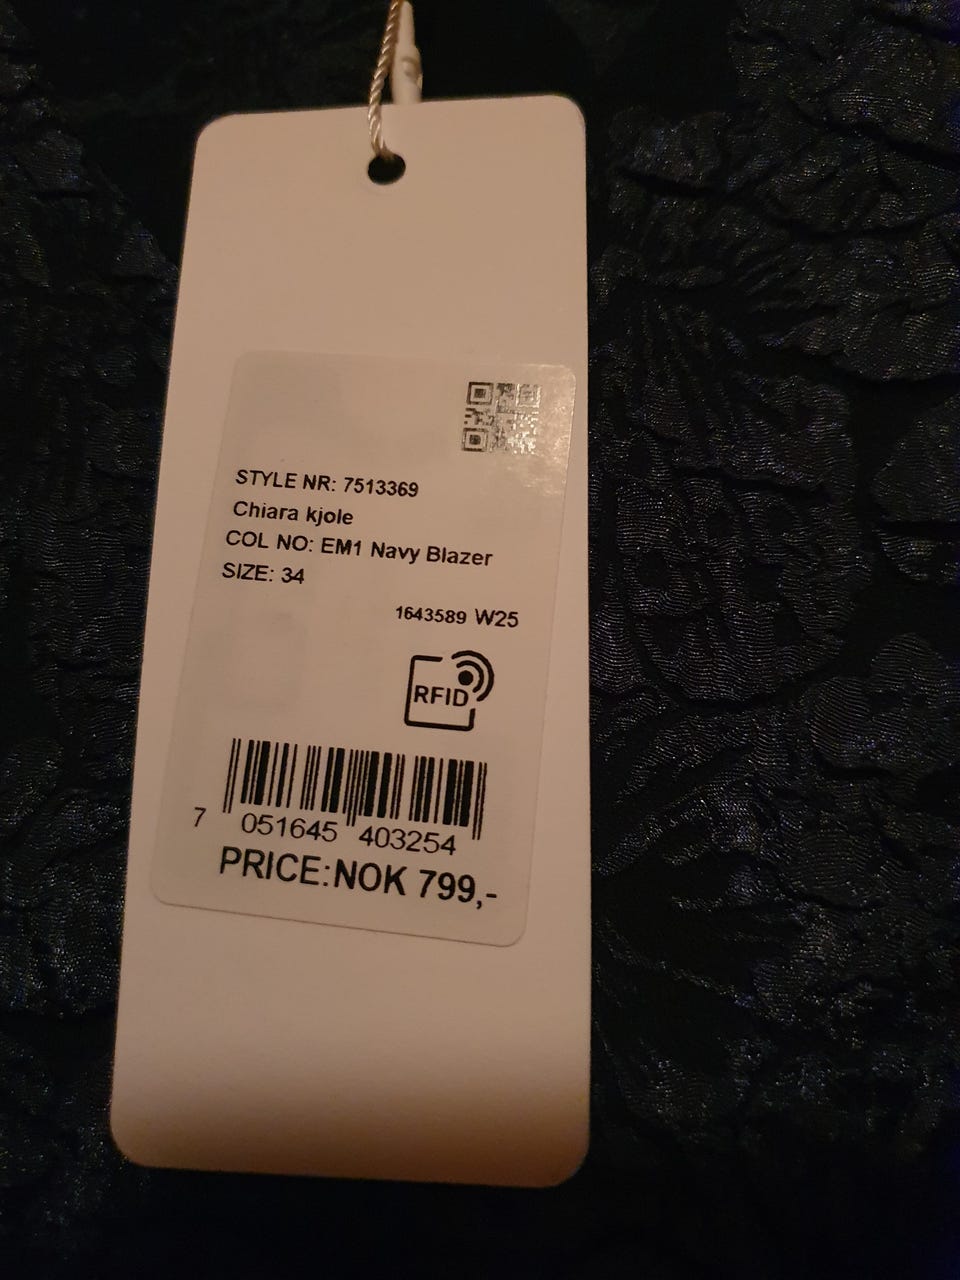 STYLE NR: 7513369
Chiara kjole
COL NO: EM1 Navy Blazer
SIZE: 34
1643589 W25
RFID
7 051645 403254
PRICE:NOK 799,-